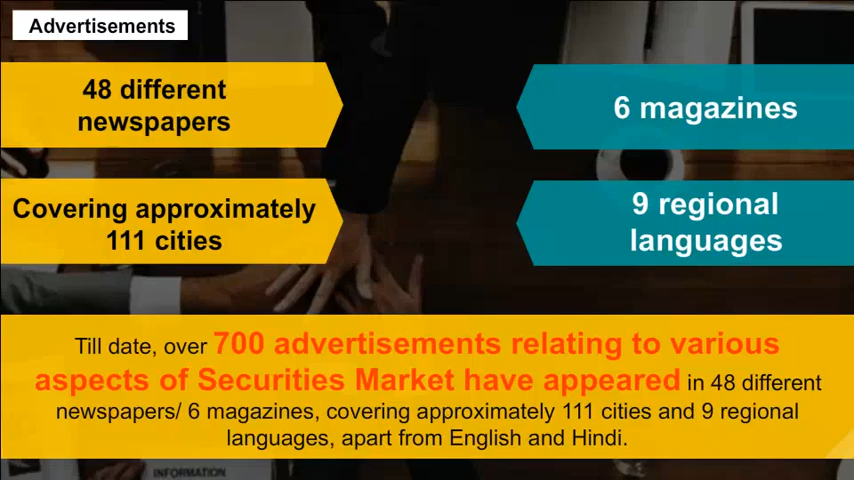 Advertisements
48 different
newspapers
6 magazines
Covering approximately
111 cities
9 regional
languages
Till date, over 700 advertisements relating to various
aspects of Securities Market have appeared in 48 different
newspapers/ 6 magazines, covering approximately 111 cities and 9 regional
languages, apart from English and Hindi.
INFORMATION